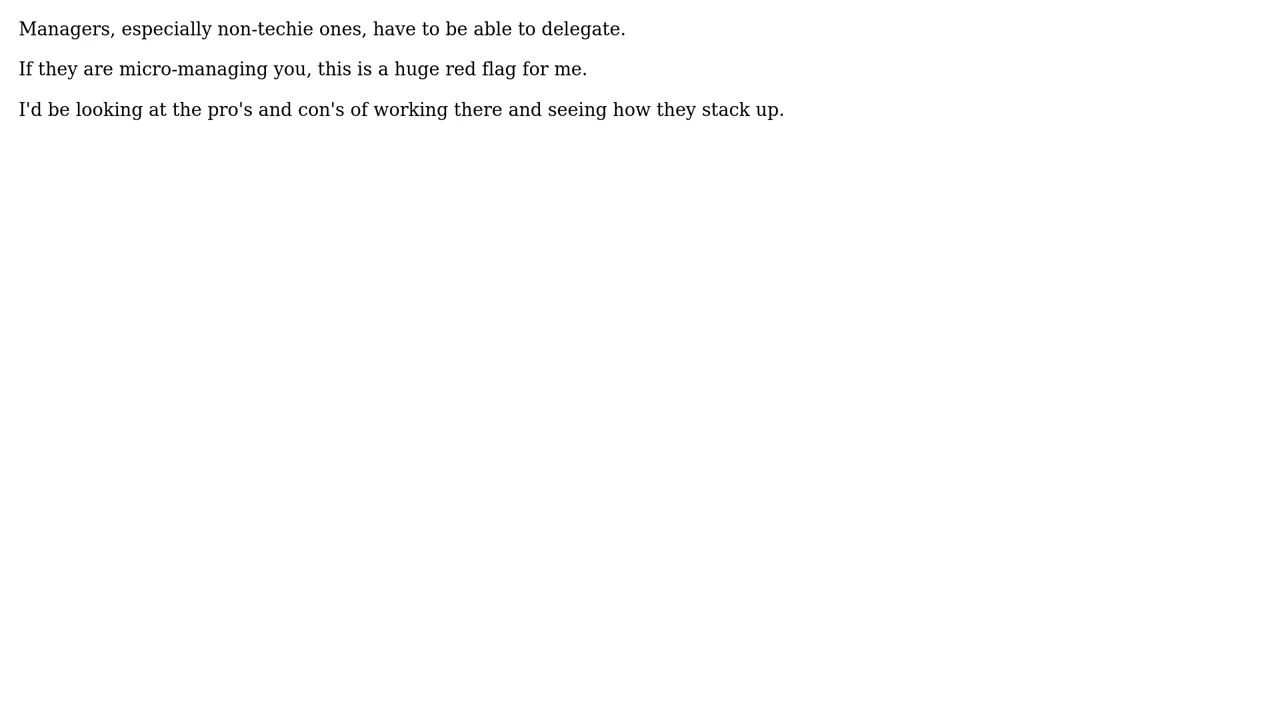 Managers, especially non-techie ones, have to be able to delegate.
If they are micro-managing you, this is a huge red flag for me.
I'd be looking at the pro's and con's of working there and seeing how they stack up.